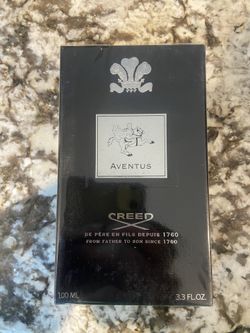 AVENTUS
CREED
DE PÈRE EN FILS DEPUIS 1760
FROM FATHER TO SON SINCE 1760
100 ML
3.3 FL.OZ.